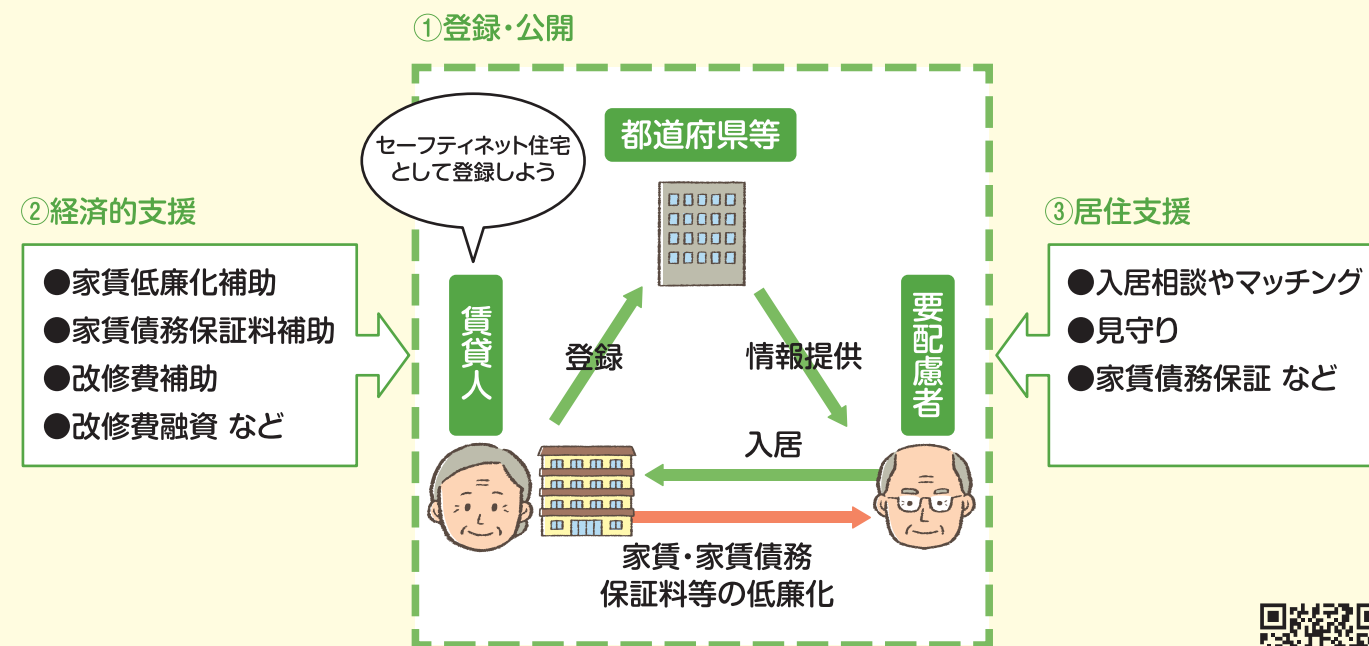 ①登録・公開
セーフティネット住宅
として登録しよう
都道府県等
②経済的支援
●家賃低廉化補助
●家賃債務保証料補助
●改修費補助
●改修費融資 など
賃貸人
登録
情報提供
要配慮者
入居
家賃・家賃債務
保証料等の低廉化
③居住支援
●入居相談やマッチング
●見守り
●家賃債務保証 など